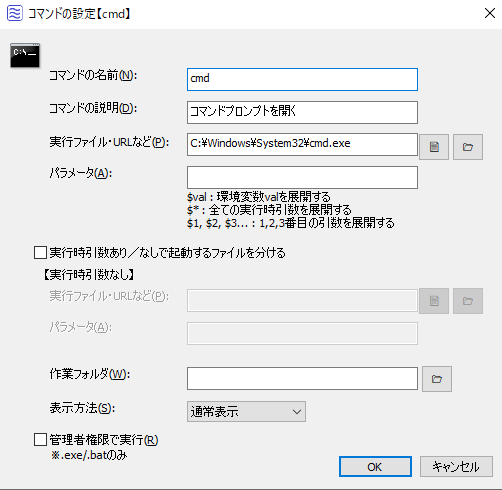 コマンドの設定【cmd】
C:\_
コマンドの名前(N): cmd
コマンドの説明(D): コマンドプロンプトを開く
実行ファイル・URLなど(P): C:¥Windows¥System32¥cmd.exe
パラメータ(A):
$val : 環境変数valを展開する
$* : 全ての実行時引数を展開する
$1, $2, $3... : 1,2,3番目の引数を展開する
実行時引数あり／なしで起動するファイルを分ける
【実行時引数なし】
実行ファイル・URLなど(P):
パラメータ(A):
作業フォルダ(W):
表示方法(S): 通常表示
管理者権限で実行(R)
※.exe/.batのみ
OK キャンセル